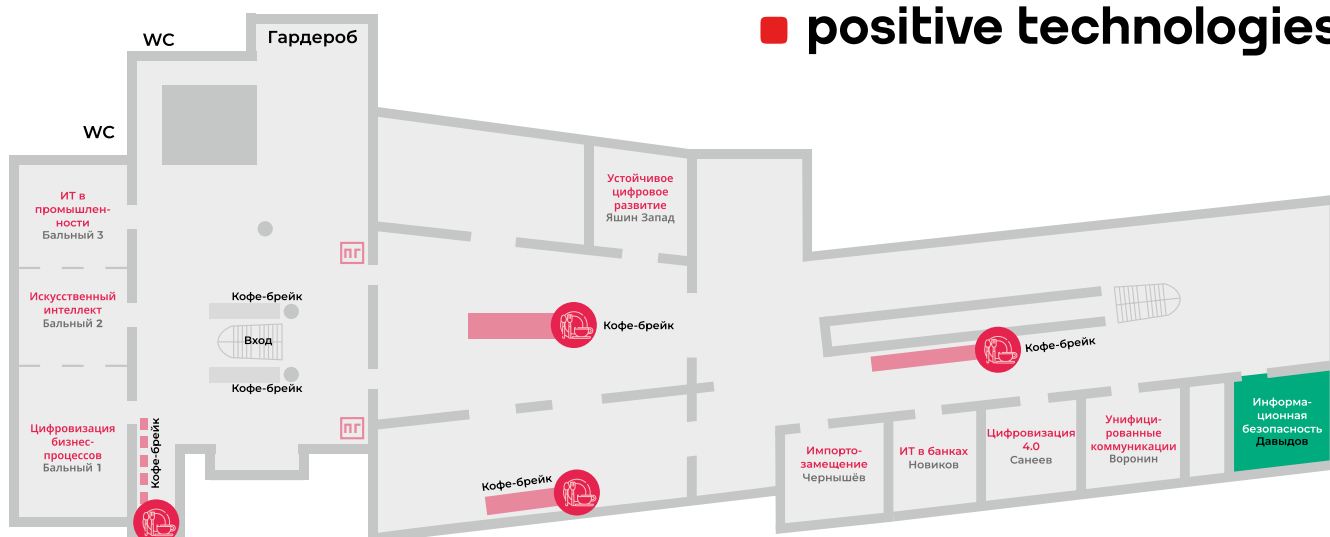 positive technologies
WC
Гардероб
WC
ИТ в
промышлен-
ности
Бальный 3
Искусственный
интеллект
Бальный 2
Цифровизация
бизнес-
процессов
Бальный 1
Кофе-брейк
Вход
Кофе-брейк
Кофе-брейк
пг
пг
Устойчивое
цифровое
развитие
Яшин Запад
Кофе-брейк
Кофе-брейк
Кофе-брейк
Импорто-
замещение
Чернышёв
ИТ в банках
Новиков
Цифровизация
4.0
Санеев
Унифици-
рованные
коммуникации
Воронин
Информа-
ционная
безопасность
Давыдов